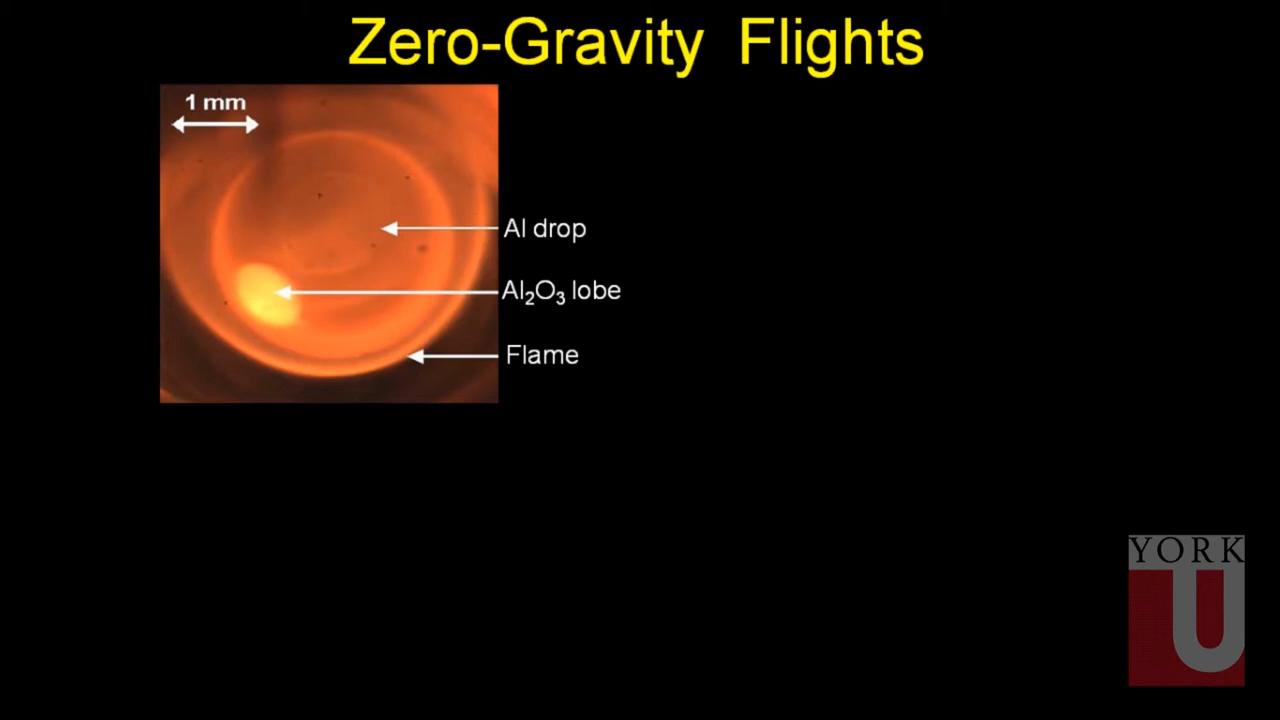 Zero-Gravity Flights
1 mm
Al drop
Al₂O₃ lobe
Flame
YORK
U